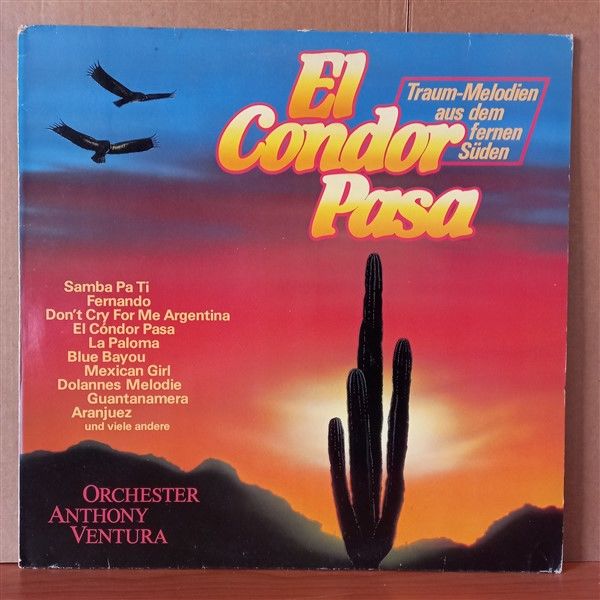 El
Condor
Pasa
Traum-Melodien
aus dem
fernen
Süden
Samba Pa Ti
Fernando
Don't Cry For Me Argentina
El Cóndor Pasa
La Paloma
Blue Bayou
Mexican Girl
Dolannes Melodie
Guantanamera
Aranjuez
und viele andere
ORCHESTER
ANTHONY
VENTURA